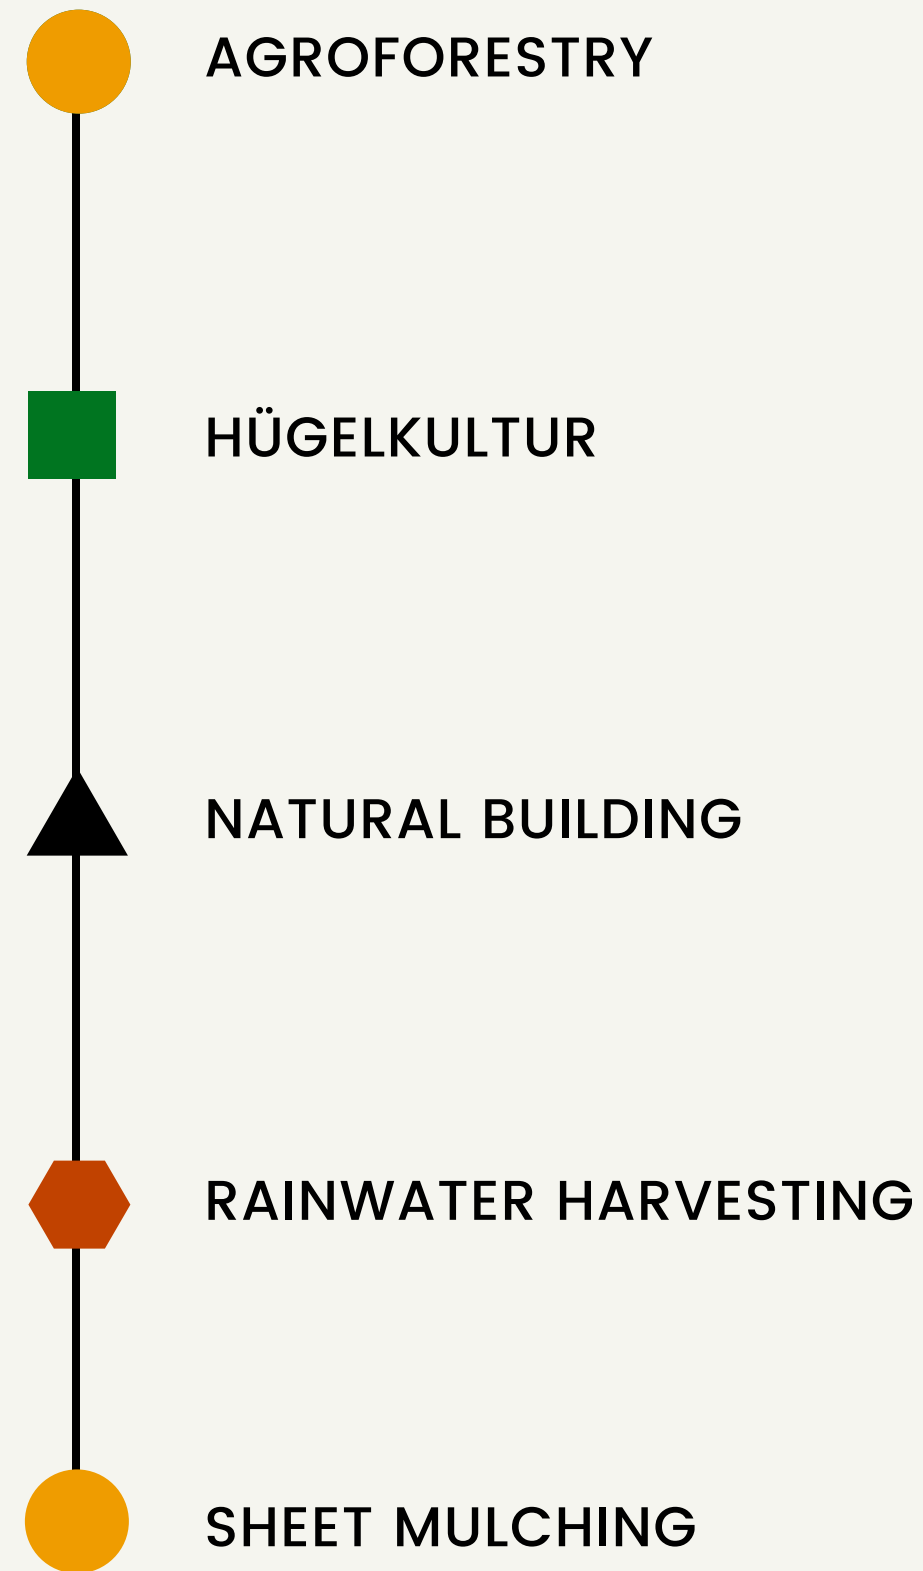 AGROFORESTRY
HÜGELKULTUR
NATURAL BUILDING
RAINWATER HARVESTING
SHEET MULCHING